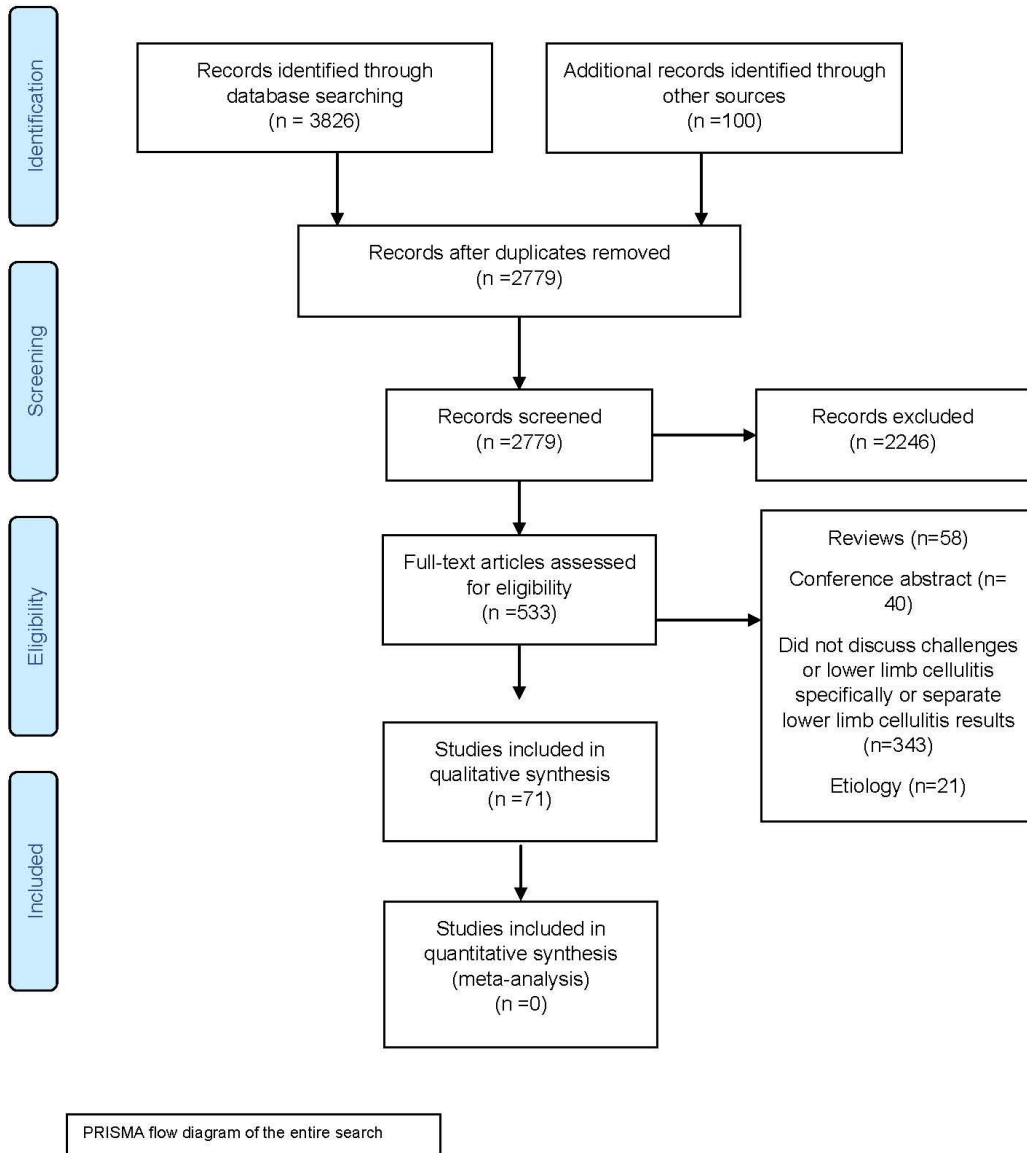 Identification
Records identified through
database searching
(n = 3826)
Additional records identified through
other sources
(n =100)
Records after duplicates removed
(n =2779)
Screening
Records screened
(n =2779)
Records excluded
(n =2246)
Eligibility
Full-text articles assessed
for eligibility
(n =533)
Reviews (n=58)
Conference abstract (n=
40)
Did not discuss challenges
or lower limb cellulitis
specifically or separate
lower limb cellulitis results
(n=343)
Etiology (n=21)
Included
Studies included in
qualitative synthesis
(n =71)
Studies included in
quantitative synthesis
(meta-analysis)
(n =0)
PRISMA flow diagram of the entire search